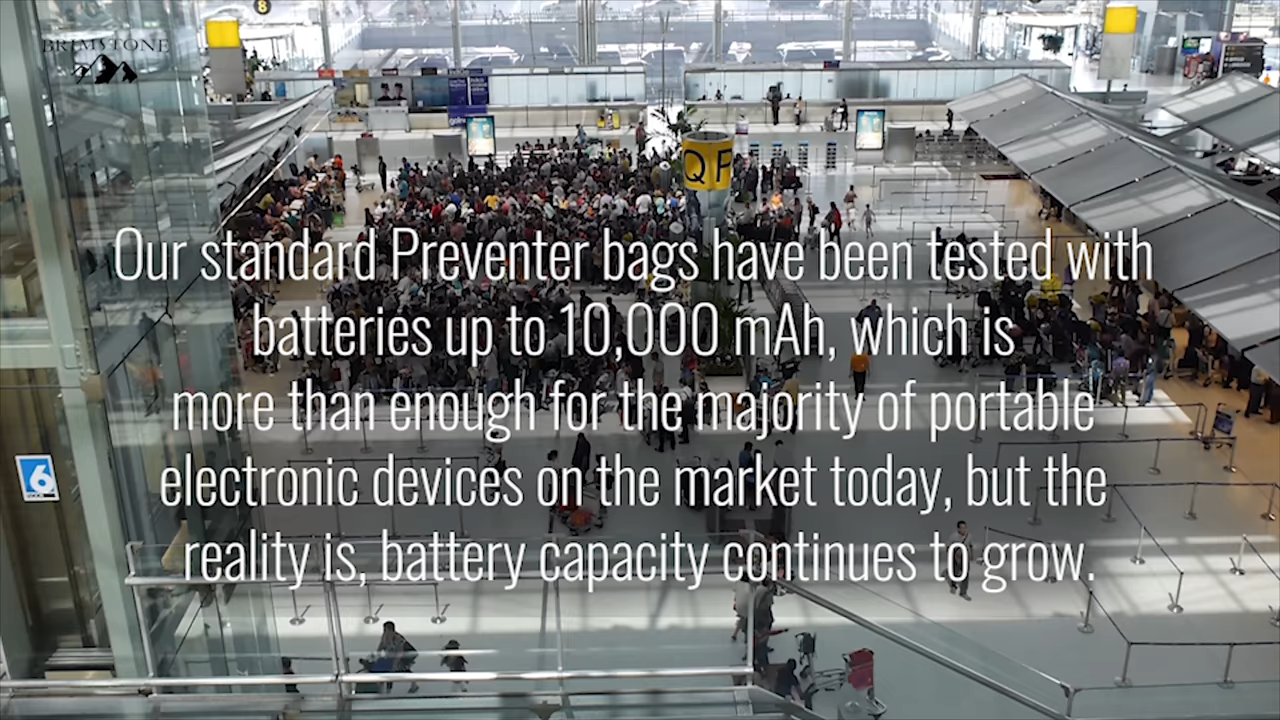 8
BRIMSTONE
QF
Our standard Preventer bags have been tested with
batteries up to 10,000 mAh, which is
more than enough for the majority of portable
electronic devices on the market today, but the
reality is, battery capacity continues to grow.
6